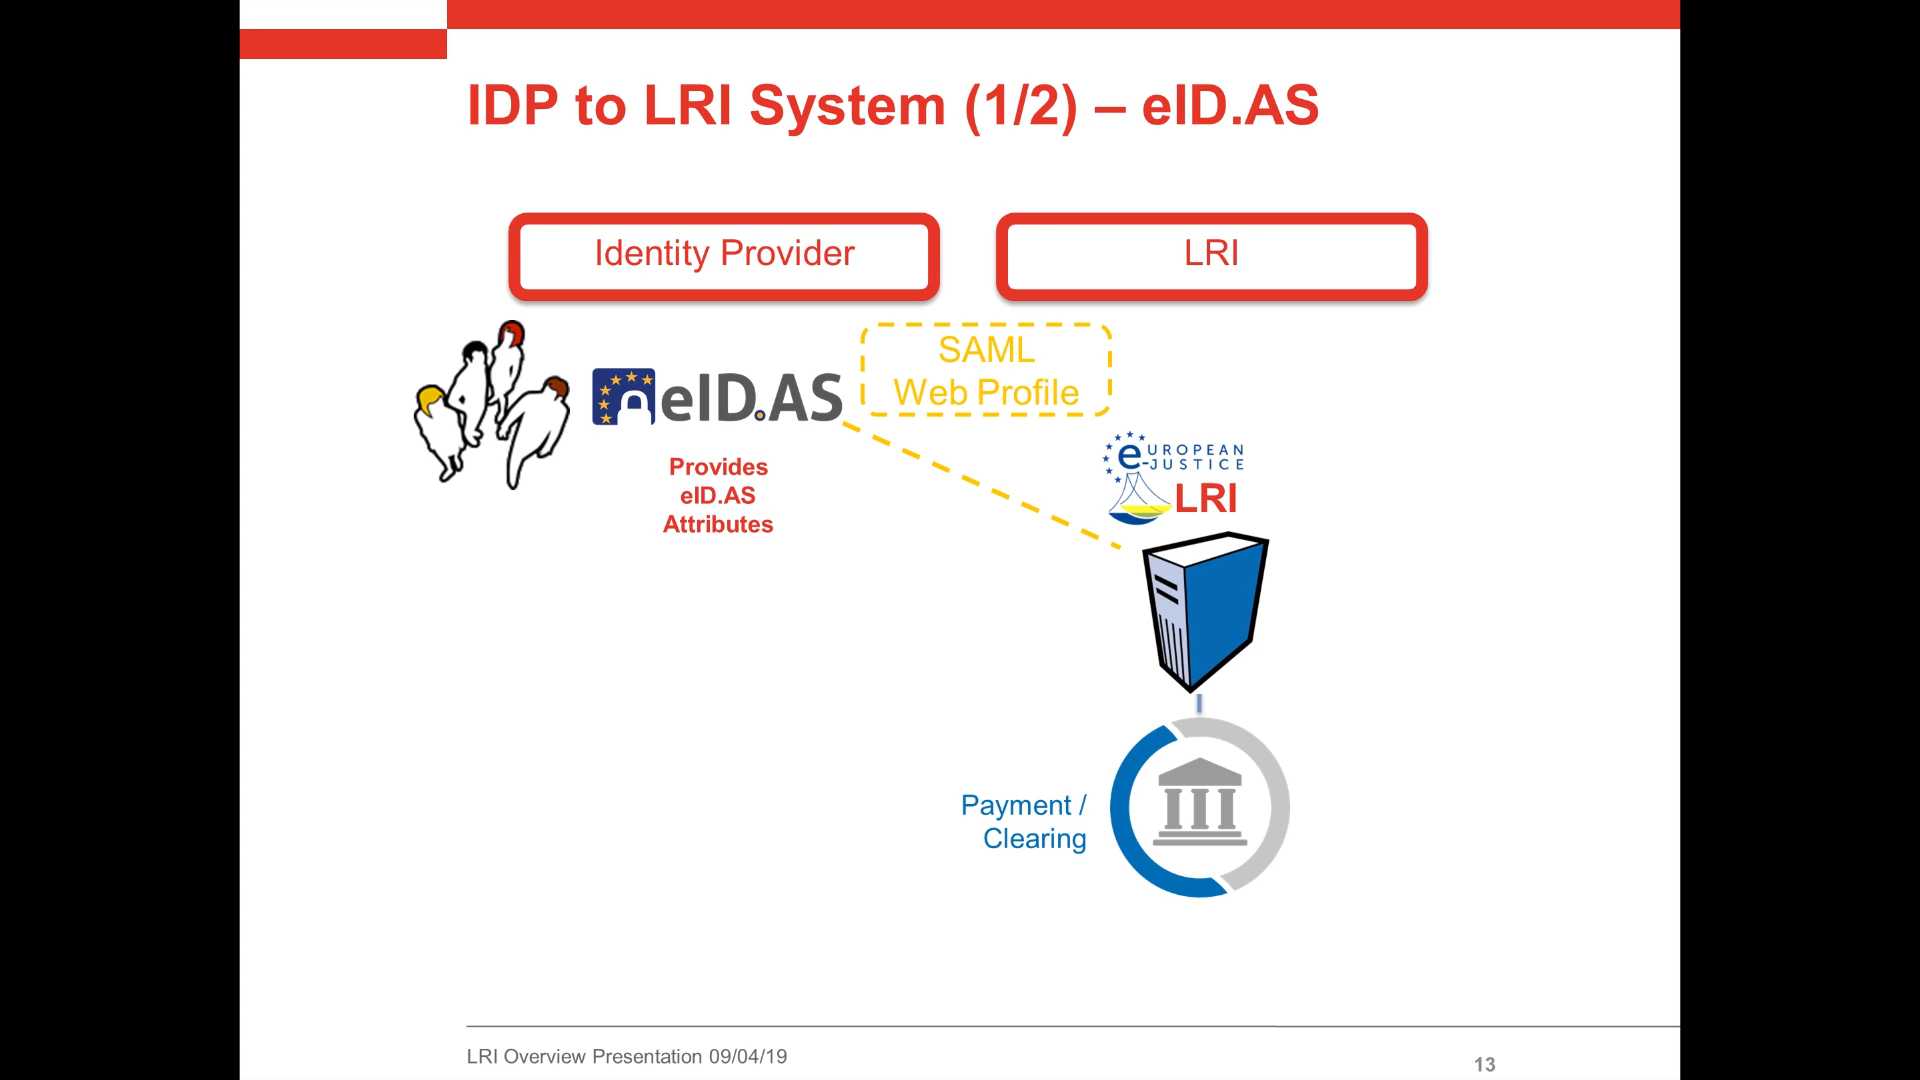 IDP to LRI System (1/2) – eID.AS
Identity Provider
LRI
SAML
Web Profile
eID.AS
Provides
eID.AS
Attributes
eUROPEAN
e-JUSTICE
LRI
Payment /
Clearing
LRI Overview Presentation 09/04/19
13